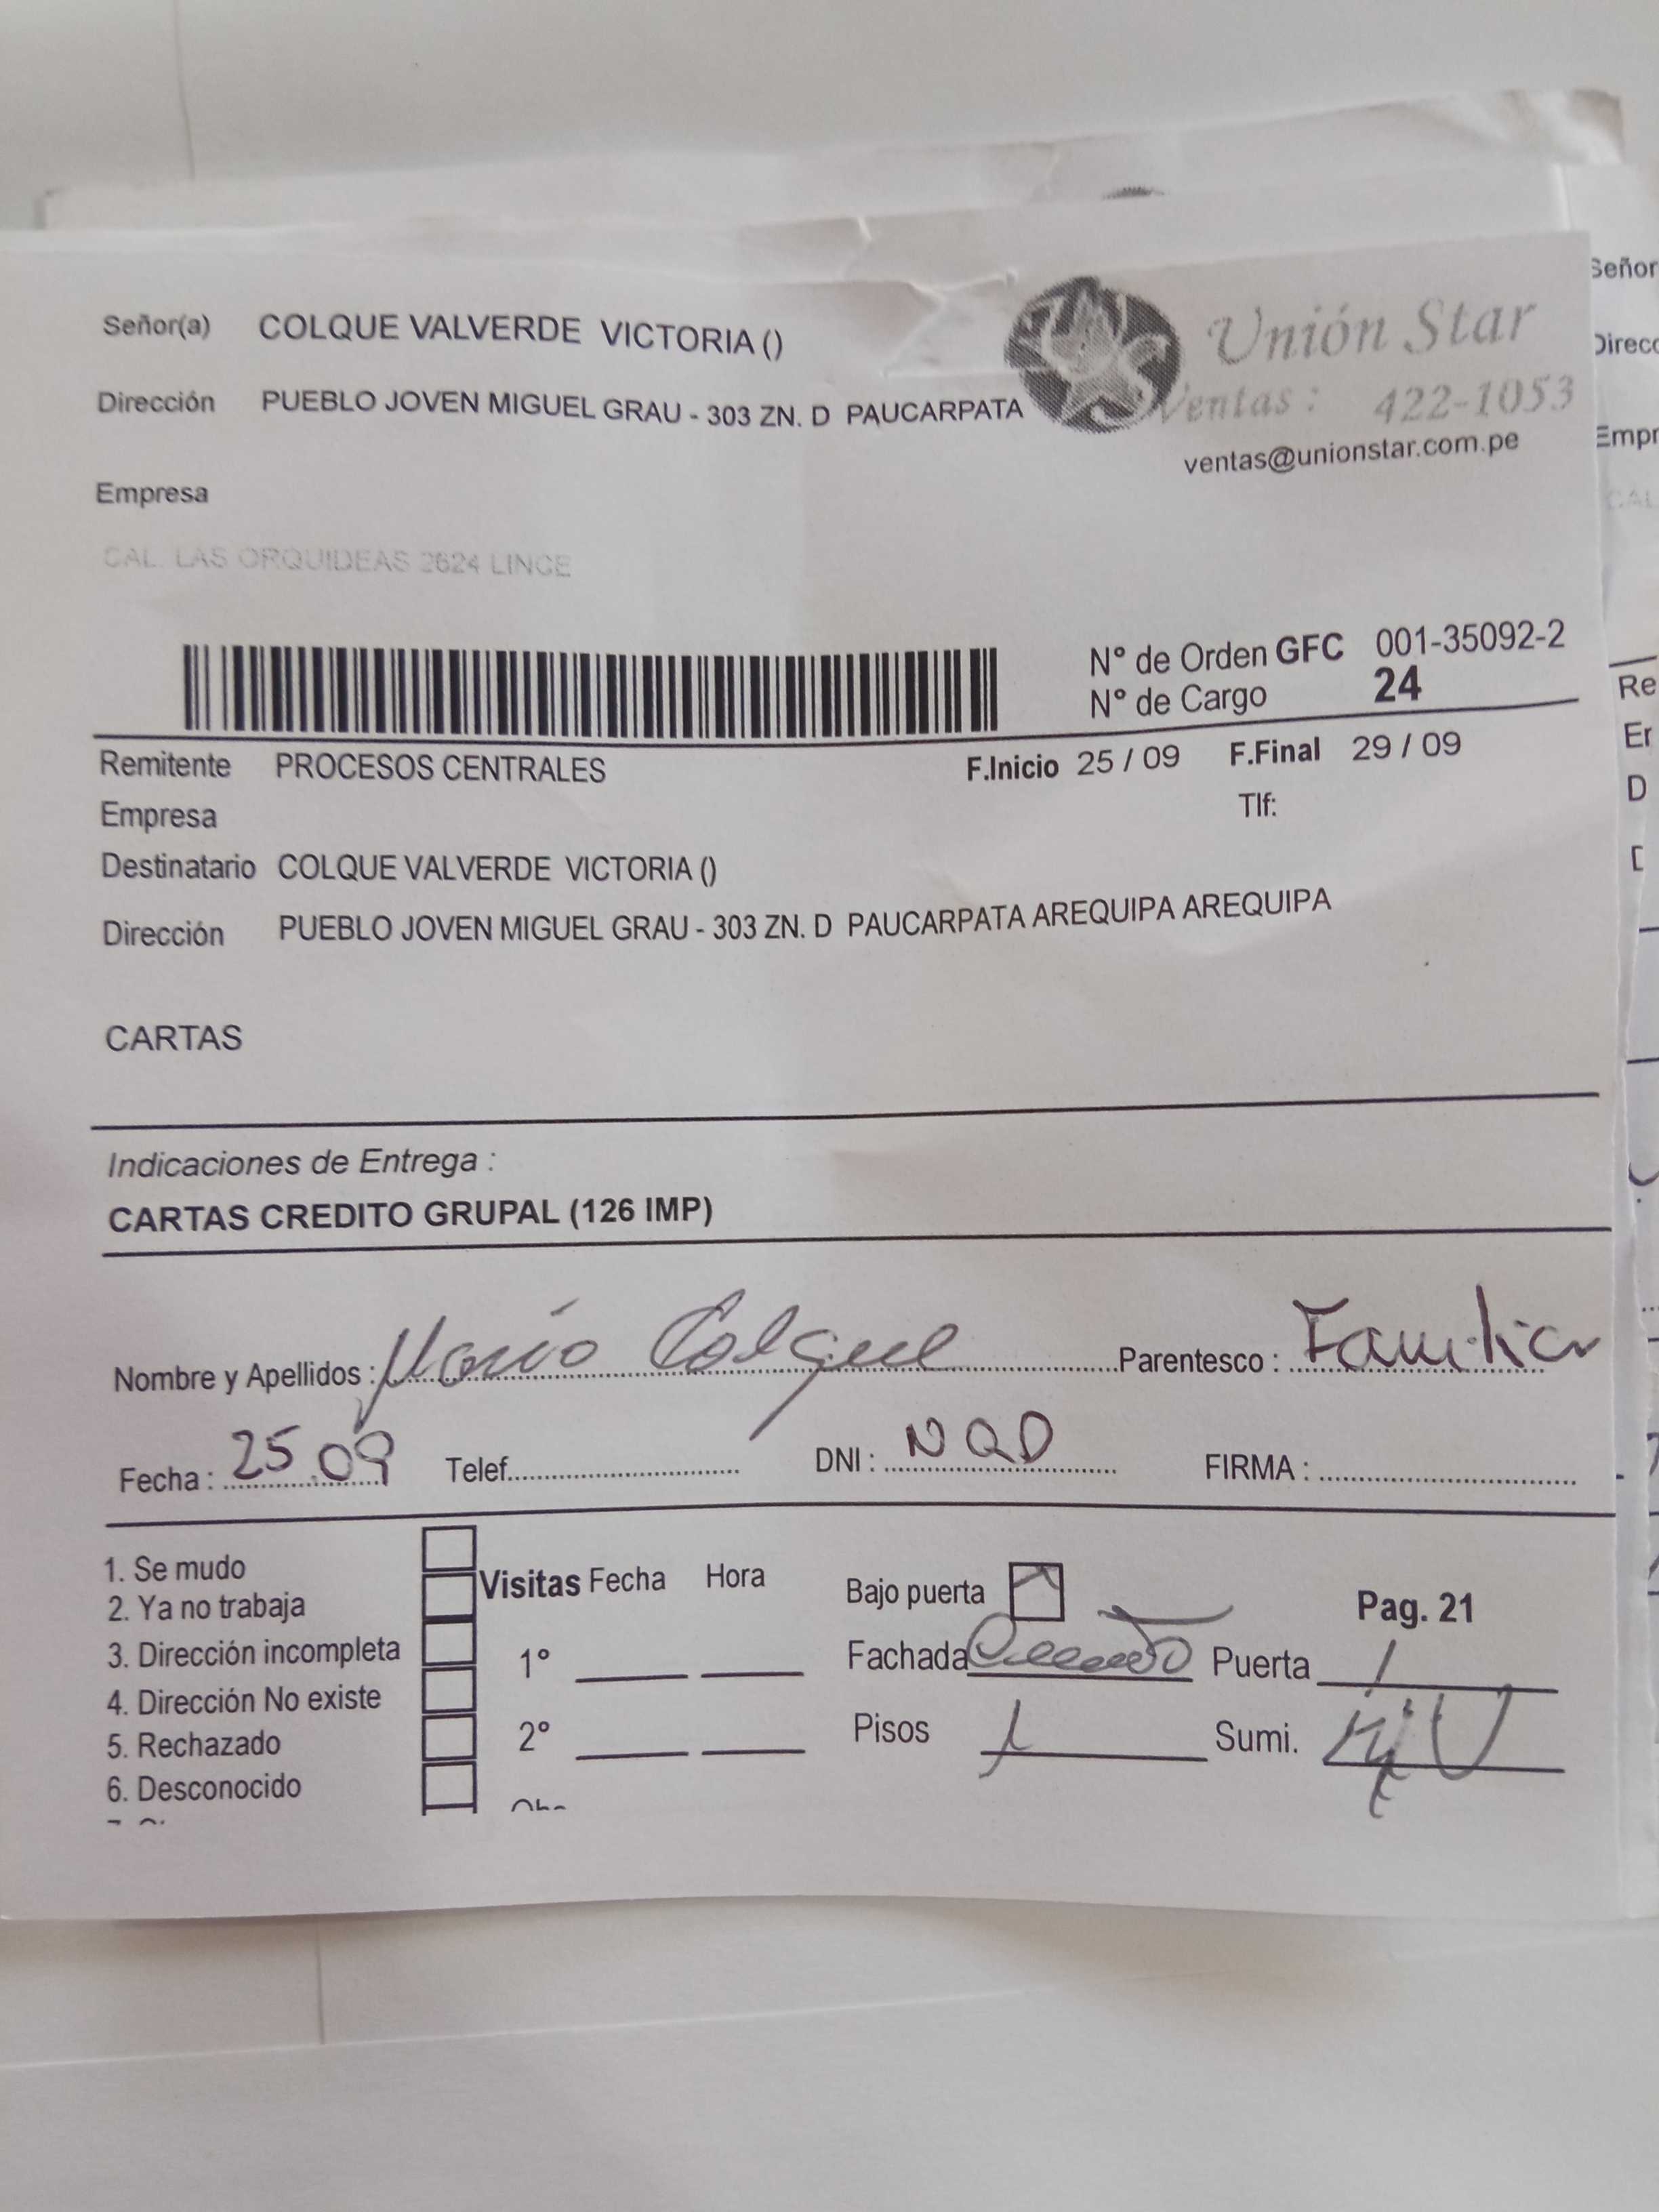 Señor(a) COLQUE VALVERDE VICTORIA ()
Unión Star
Dirección PUEBLO JOVEN MIGUEL GRAU - 303 ZN. D PAUCARPATA
Ventas : 422-1053
ventas@unionstar.com.pe
Empresa
CAL. LAS ORQUIDEAS 2624 LINCE
N° de Orden GFC 001-35092-2
N° de Cargo 24
Remitente PROCESOS CENTRALES F.Inicio 25 / 09 F.Final 29 / 09
Empresa Tlf:
Destinatario COLQUE VALVERDE VICTORIA ()
Dirección PUEBLO JOVEN MIGUEL GRAU - 303 ZN. D PAUCARPATA AREQUIPA AREQUIPA
CARTAS
Indicaciones de Entrega :
CARTAS CREDITO GRUPAL (126 IMP)
Nombre y Apellidos : Mario Colque Parentesco : Familiar
Fecha : 25.09 Telef. DNI : NQD FIRMA :
1. Se mudo
2. Ya no trabaja
3. Dirección incompleta
4. Dirección No existe
5. Rechazado
6. Desconocido
Visitas Fecha Hora
1°
2°
Bajo puerta Pag. 21
Fachada Puerta
Pisos 1 Sumi.
Señor
Direcc
Empr
CAL
Re